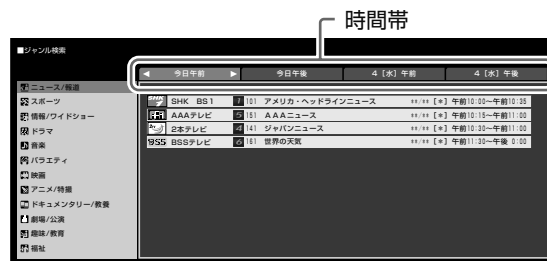 時間帯
■ジャンル検索
◀ 今日午前 ▶ 今日午後 4 [水] 午前 4 [水] 午後
ニュース/報道
スポーツ
情報/ワイドショー
ドラマ
音楽
バラエティ
映画
アニメ/特撮
ドキュメンタリー/教養
劇場/公演
趣味/教育
福祉
SHK BS1 1 101 アメリカ・ヘッドラインニュース **/** [*] 午前10:00~午前10:35
AAAテレビ 5 151 AAAニュース **/** [*] 午前10:15~午前11:00
2本テレビ 4 141 ジャパンニュース **/** [*] 午前10:15~午前11:00
BSSテレビ 6 161 世界の天気 **/** [*] 午前11:30~午後 0:00